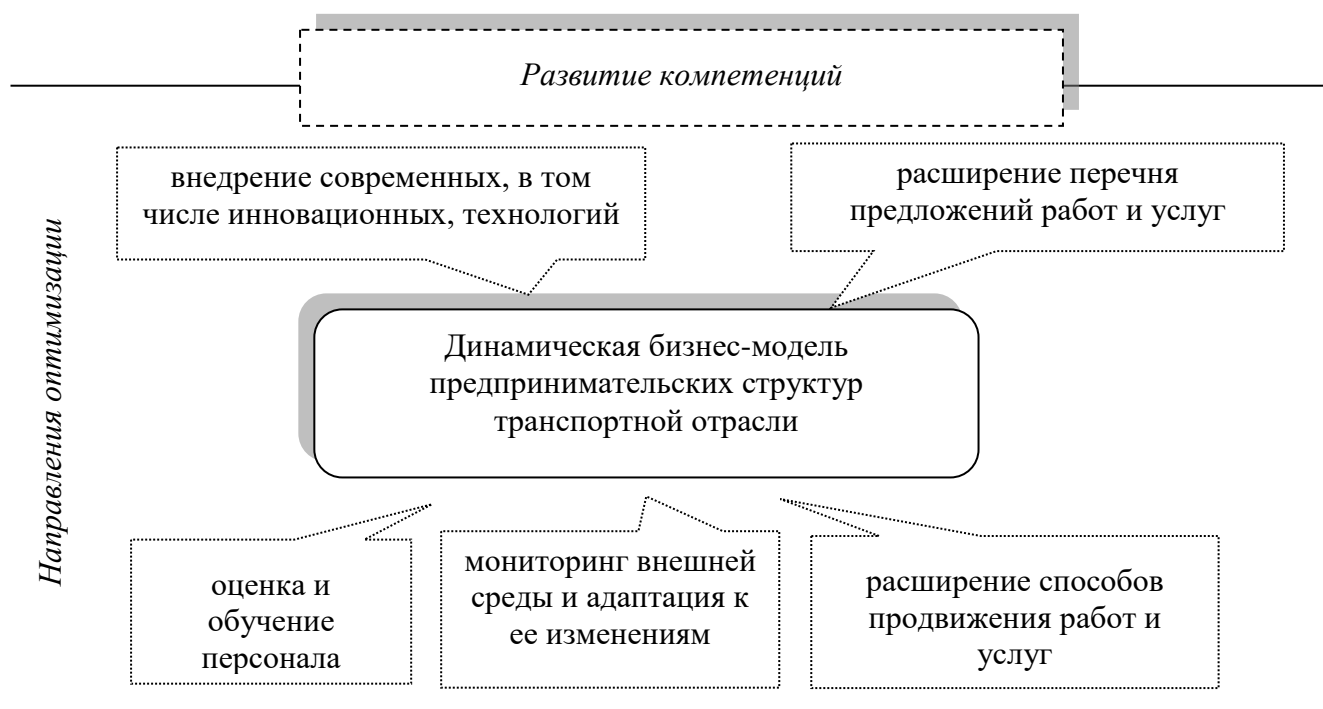 Развитие компетенций
внедрение современных, в том
числе инновационных, технологий
расширение перечня
предложений работ и услуг
Направления оптимизации
Динамическая бизнес-модель
предпринимательских структур
транспортной отрасли
оценка и
обучение
персонала
мониторинг внешней
среды и адаптация к
ее изменениям
расширение способов
продвижения работ и
услуг